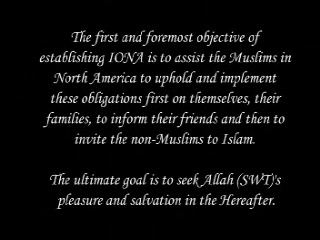 The first and foremost objective of
establishing IONA is to assist the Muslims in
North America to uphold and implement
these obligations first on themselves, their
families, to inform their friends and then to
invite the non-Muslims to Islam.
The ultimate goal is to seek Allah (SWT)'s
pleasure and salvation in the Hereafter.